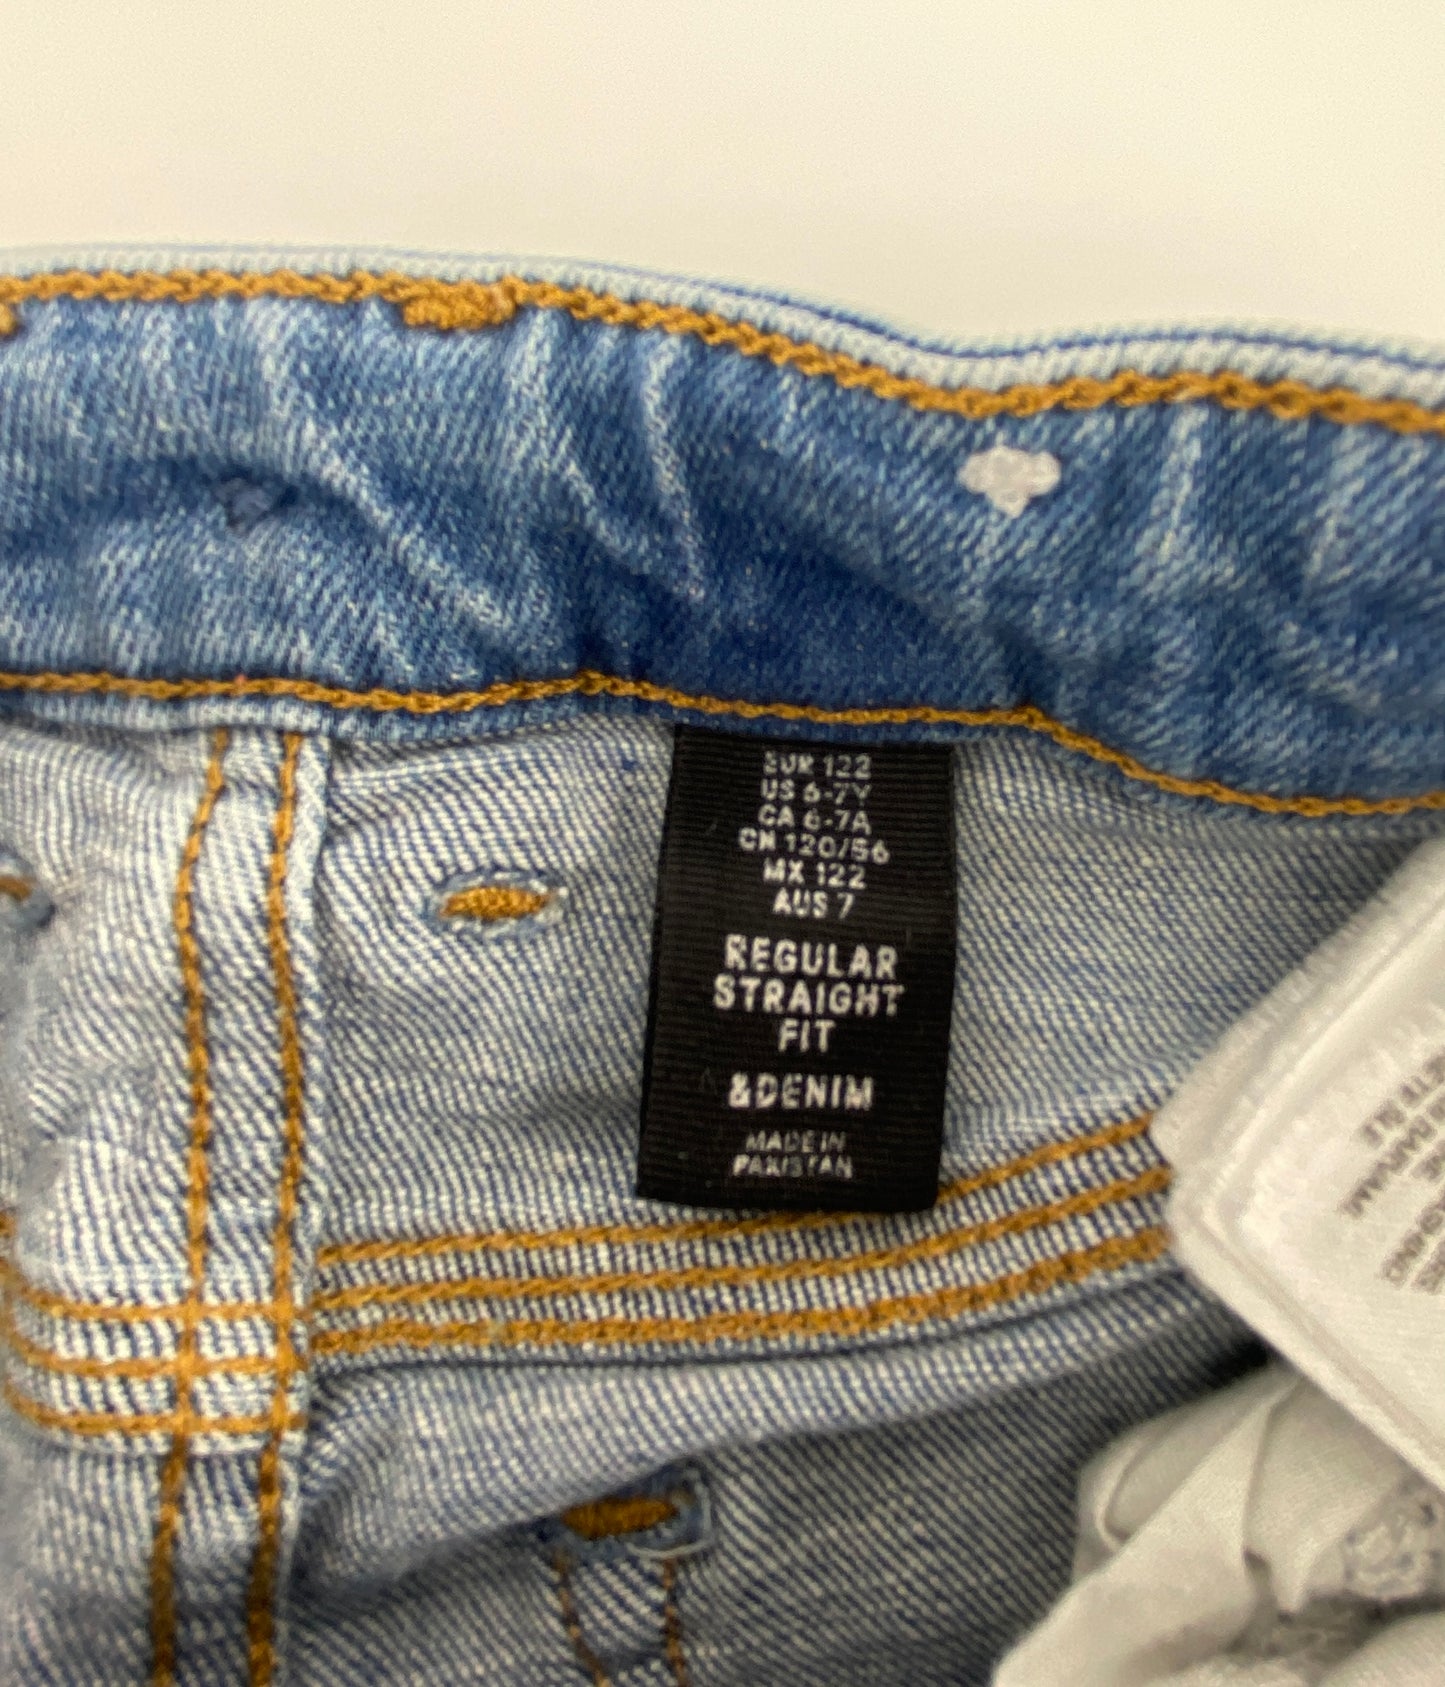 EUR 122
US 6-7Y
CA 6-7A
CN 120/56
MX 122
AUS 7
REGULAR
STRAIGHT
FIT
&DENIM
MADE IN
PAKISTAN